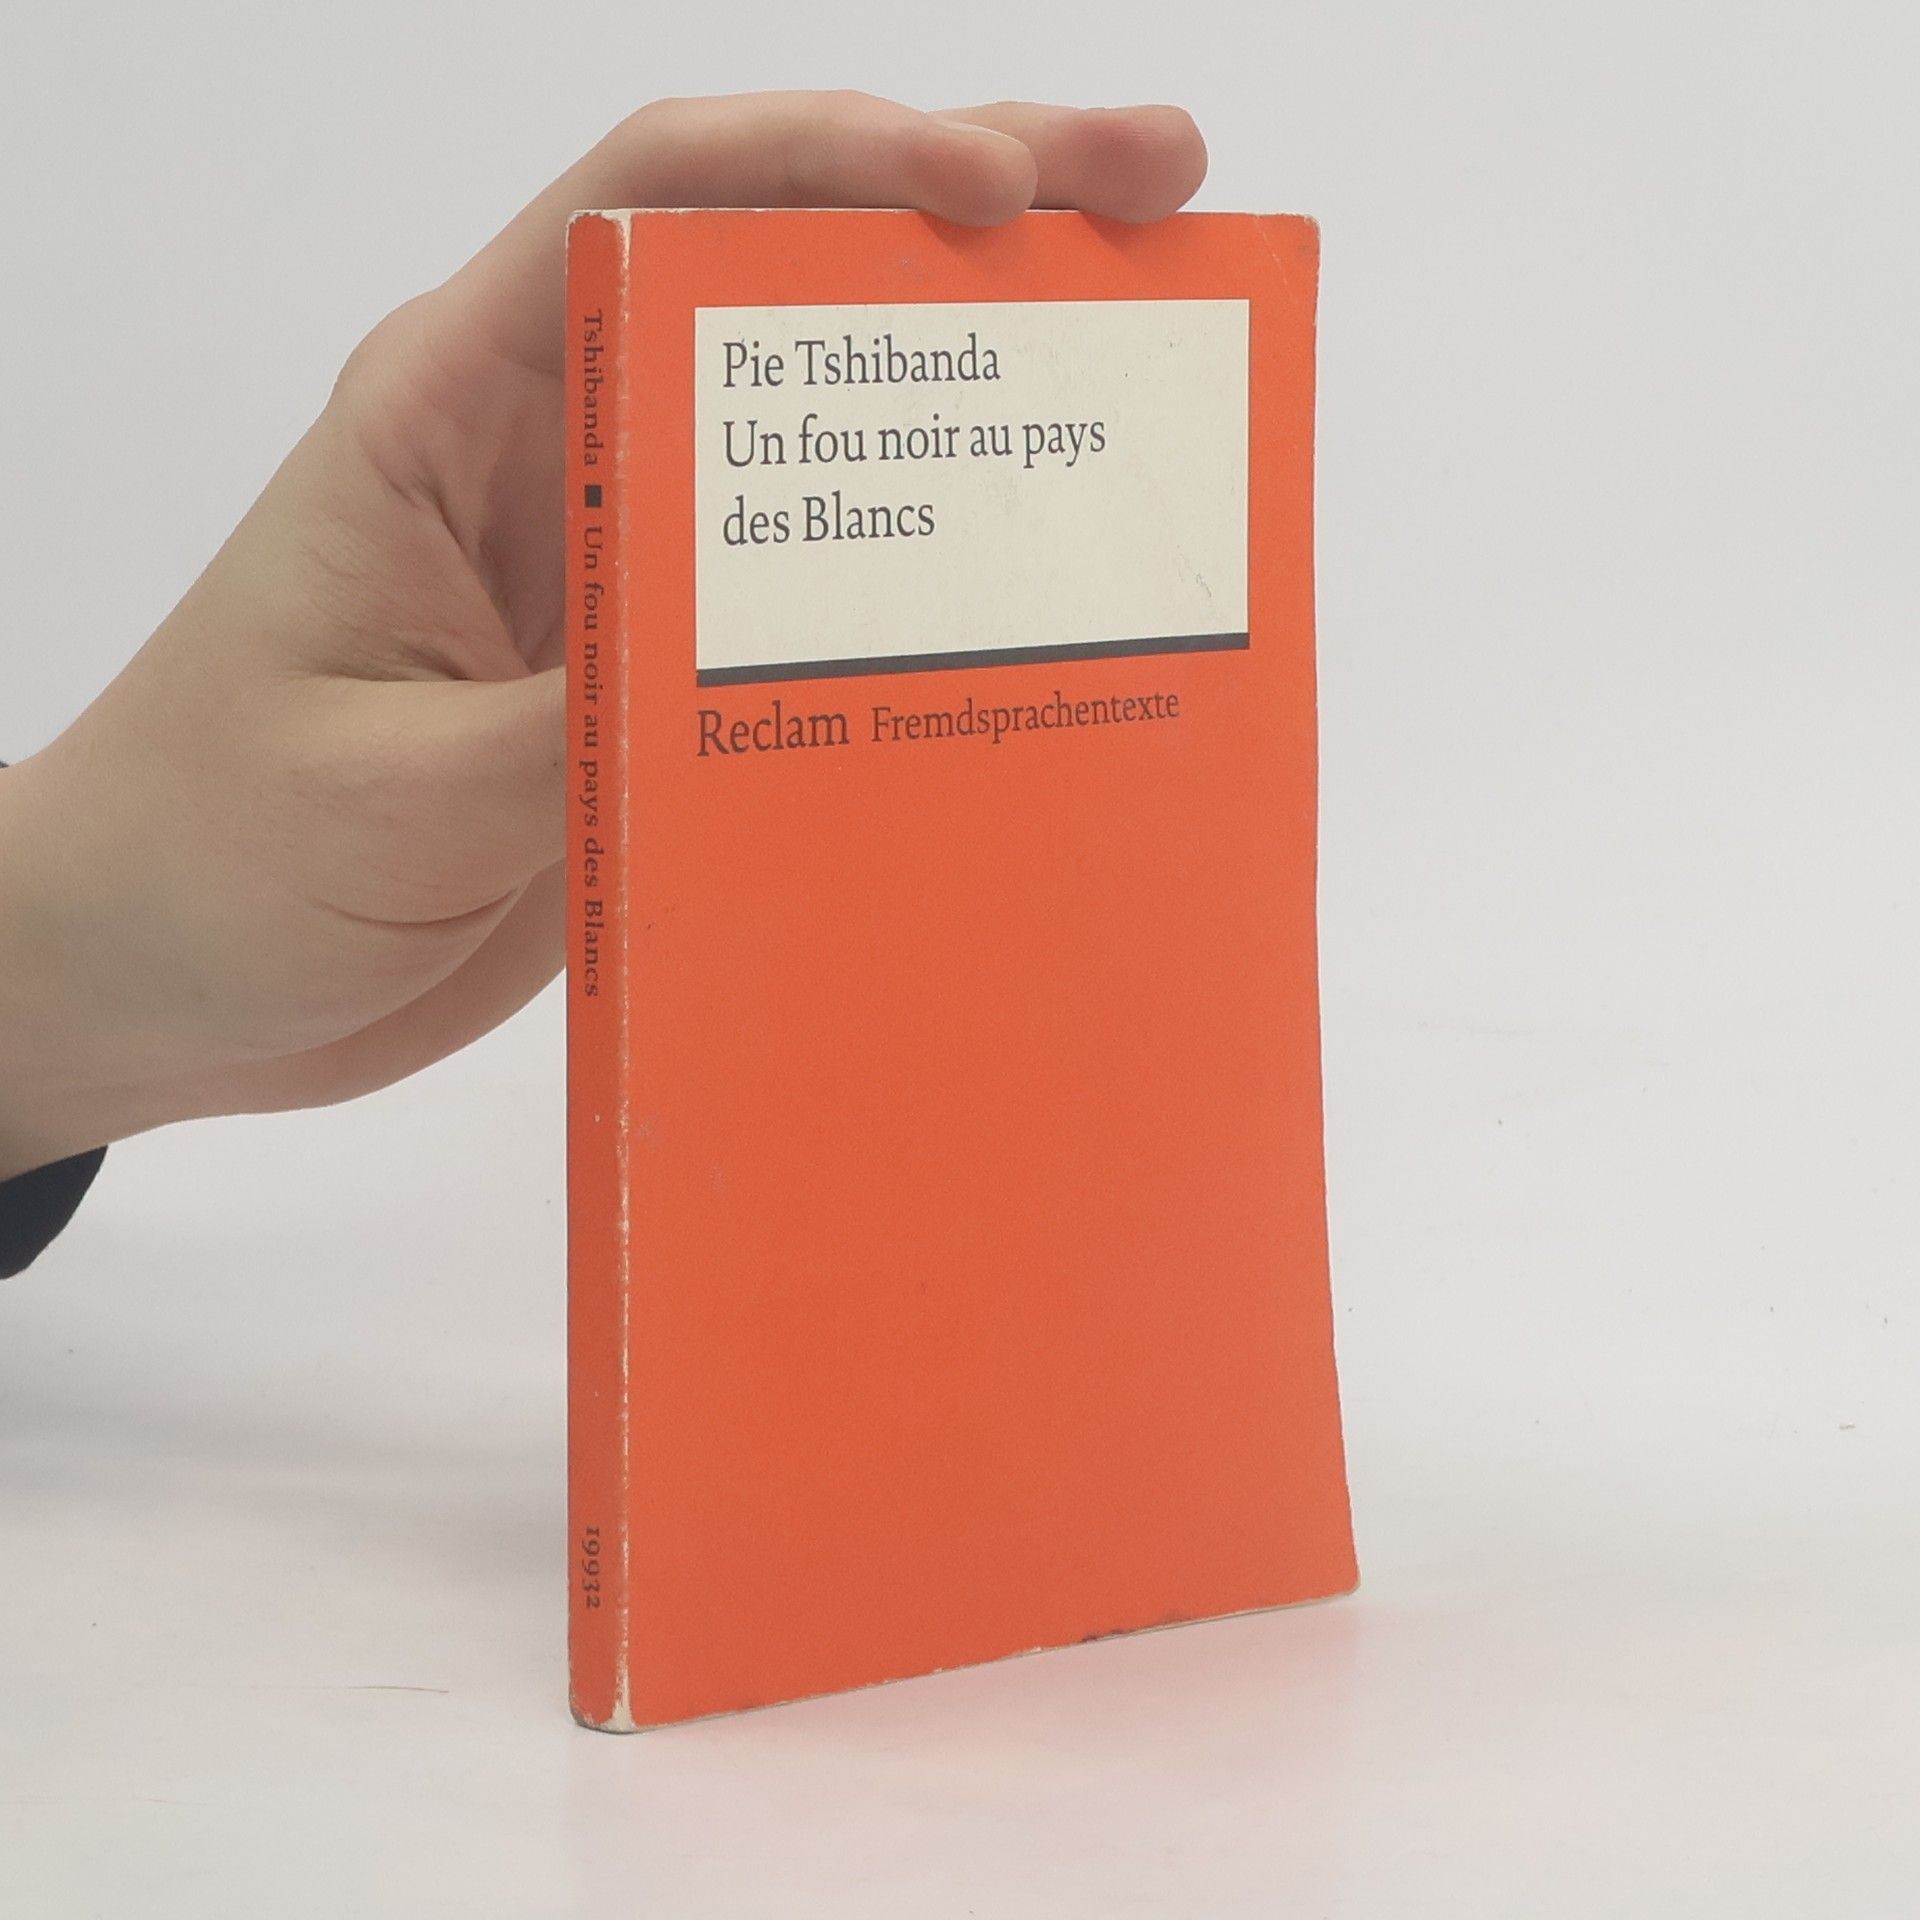 Pie Tshibanda
Un fou noir au pays
des Blancs
Reclam Fremdsprachentexte
Tshibanda ■ Un fou noir au pays des Blancs
19932